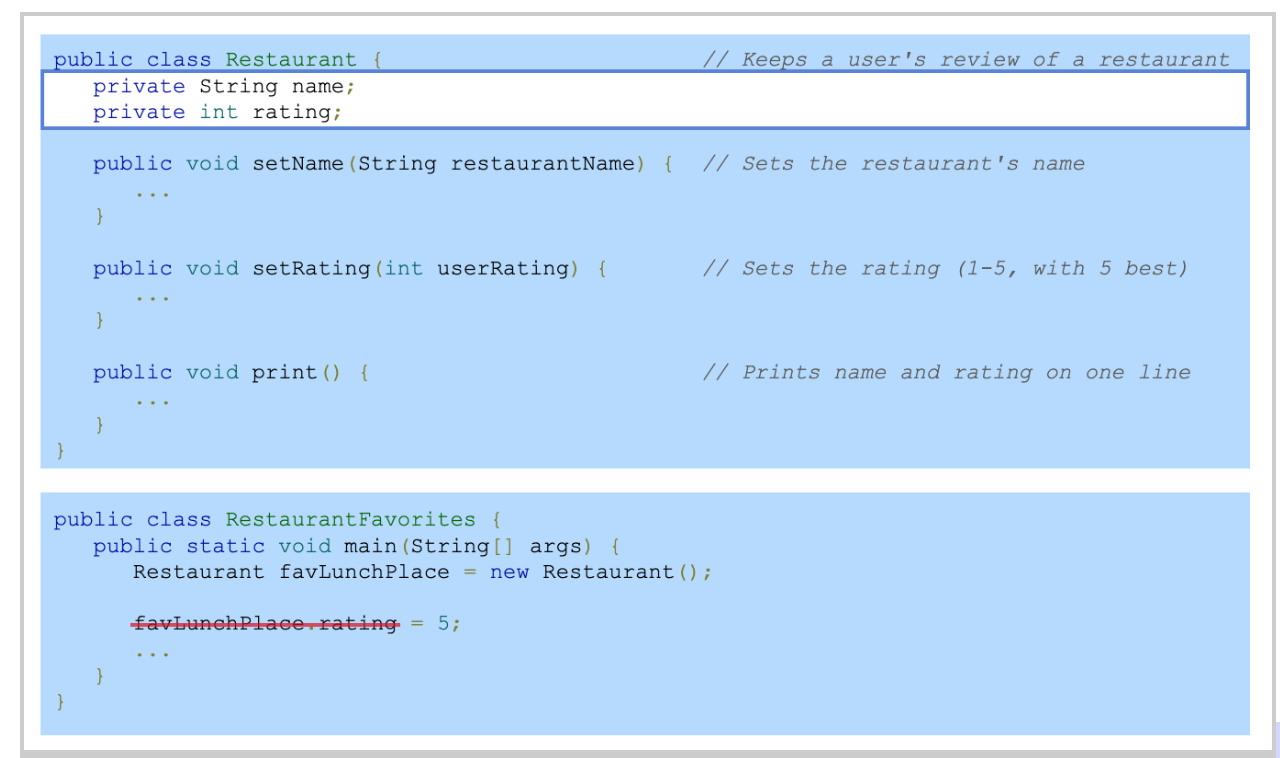 public class Restaurant { // Keeps a user's review of a restaurant
private String name;
private int rating;
public void setName(String restaurantName) { // Sets the restaurant's name
...
}
public void setRating(int userRating) { // Sets the rating (1-5, with 5 best)
...
}
public void print() { // Prints name and rating on one line
...
}
}
public class RestaurantFavorites {
public static void main(String[] args) {
Restaurant favLunchPlace = new Restaurant();
favLunchPlace.rating = 5;
...
}
}